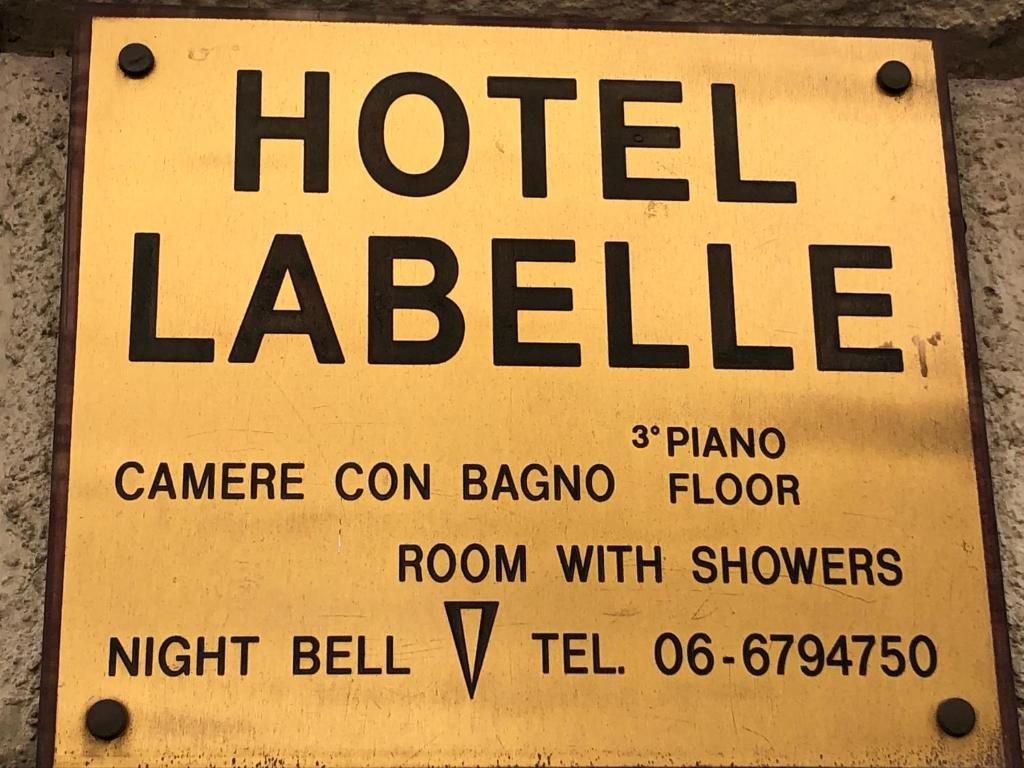 HOTEL
LABELLE
3° PIANO
CAMERE CON BAGNO FLOOR
ROOM WITH SHOWERS
NIGHT BELL TEL. 06-6794750